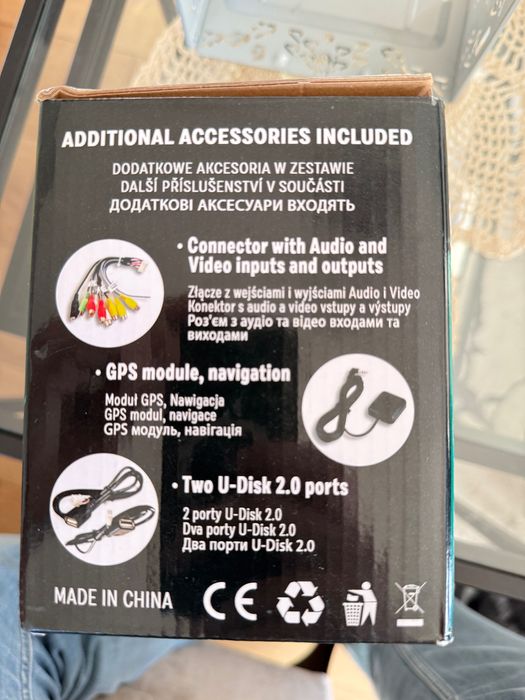 ADDITIONAL ACCESSORIES INCLUDED
DODATKOWE AKCESORIA W ZESTAWIE
DALŠÍ PŘÍSLUŠENSTVÍ V SOUČÁSTI
ДОДАТКОВІ АКСЕСУАРИ ВХОДЯТЬ
• Connector with Audio and
Video inputs and outputs
Złącze z wejściami i wyjściami Audio i Video
Konektor s audio a video vstupy a výstupy
Роз'єм з аудіо та відео входами та
виходами
• GPS module, navigation
Moduł GPS, Nawigacja
GPS modul, navigace
GPS модуль, навігація
• Two U-Disk 2.0 ports
2 porty U-Disk 2.0
Dva porty U-Disk 2.0
Два порти U-Disk 2.0
MADE IN CHINA
CE